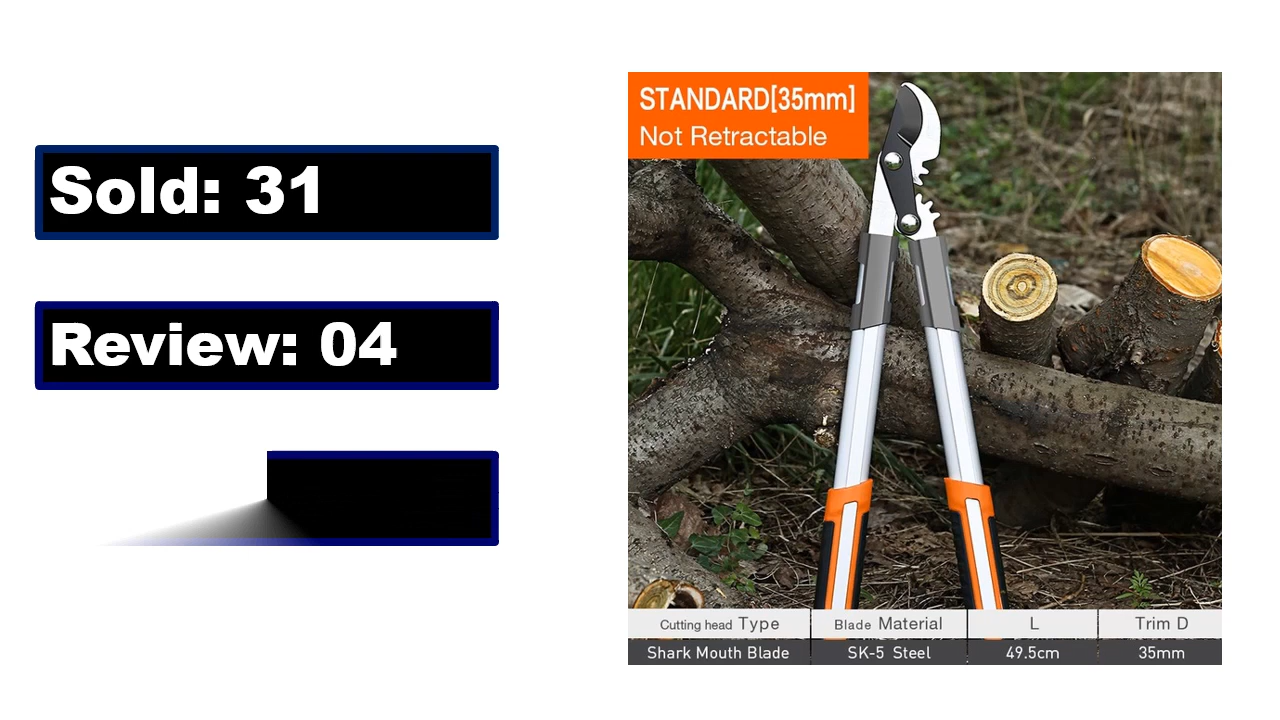 Sold: 31
Review: 04
STANDARD[35mm]
Not Retractable
Cutting head Type Blade Material L Trim D
Shark Mouth Blade SK-5 Steel 49.5cm 35mm